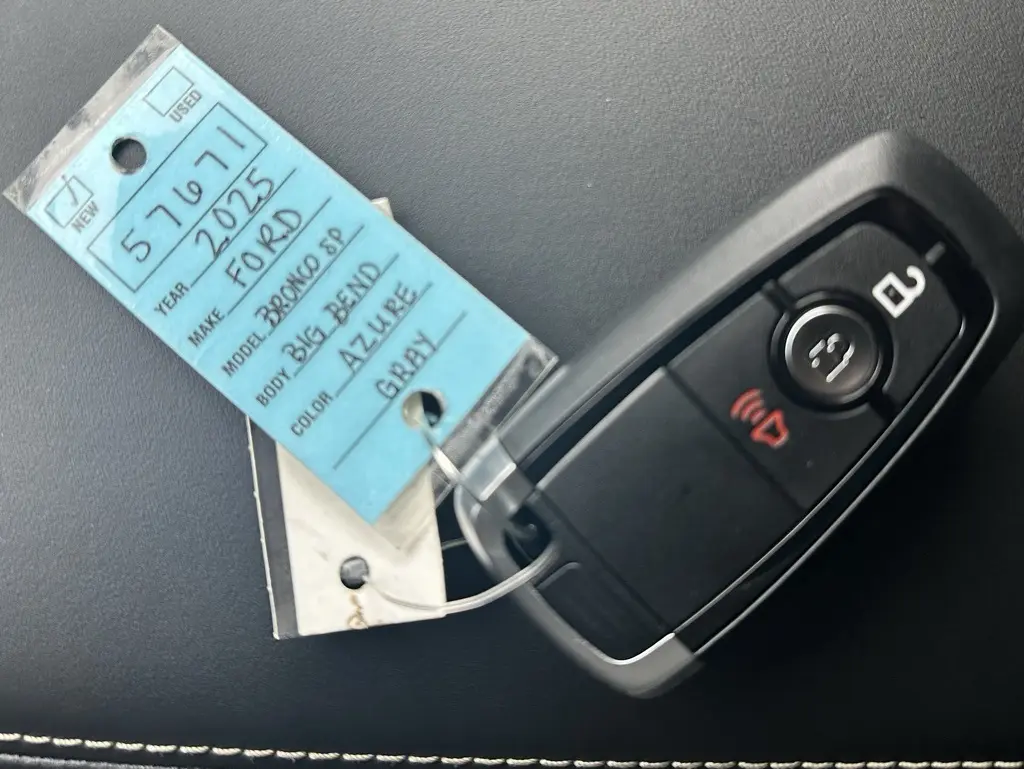 USED
NEW
57671
YEAR 2025
MAKE FORD
MODEL BRONCO SP
BODY BIG BEND
COLOR AZURE
GRAY